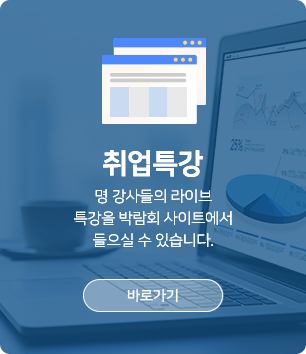 취업특강
명 강사들의 라이브
특강을 박람회 사이트에서
들으실 수 있습니다.
바로가기
25%